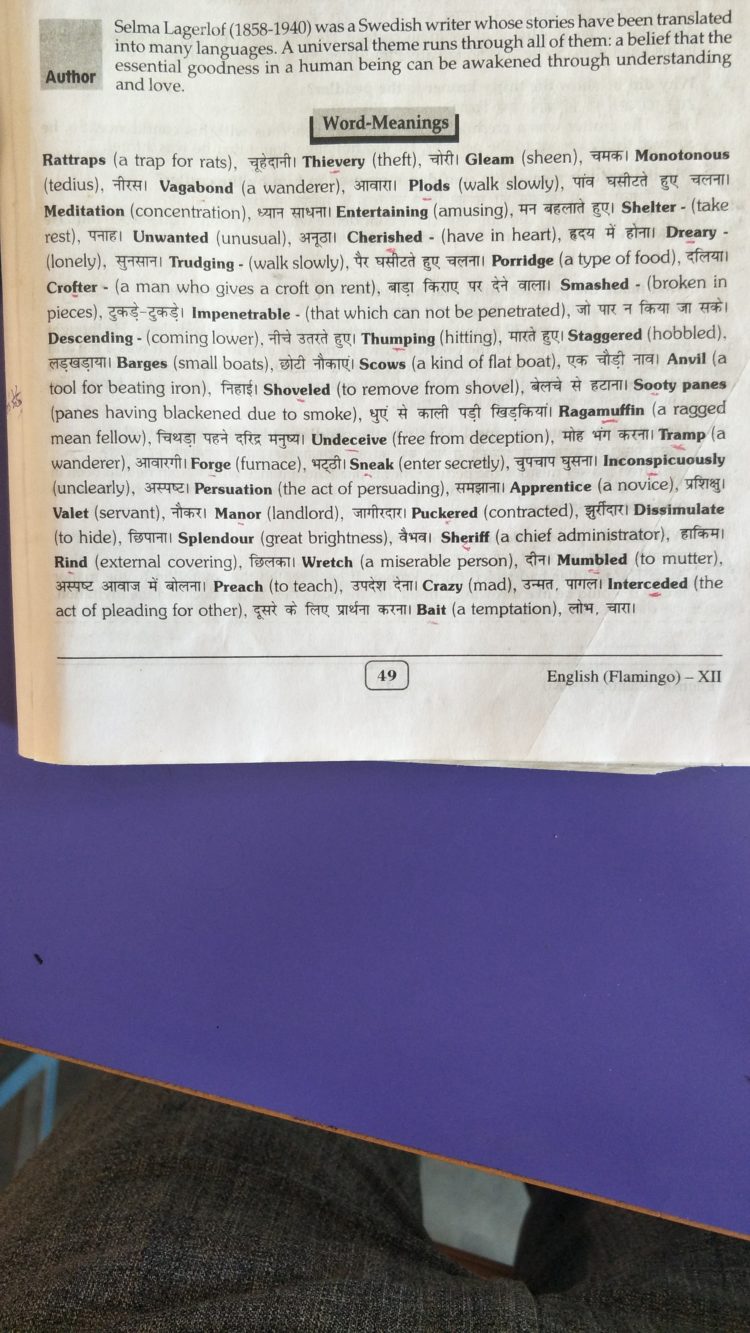 Selma Lagerlof (1858-1940) was a Swedish writer whose stories have been translated
into many languages. A universal theme runs through all of them: a belief that the
essential goodness in a human being can be awakened through understanding
and love.
Author
Word-Meanings
Rattraps (a trap for rats), चूहेदानी। Thievery (theft), चोरी। Gleam (sheen), चमक। Monotonous
(tedius), नीरस। Vagabond (a wanderer), आवारा। Plods (walk slowly), पांव घसीटते हुए चलना।
Meditation (concentration), ध्यान साधना। Entertaining (amusing), मन बहलाते हुए। Shelter - (take
rest), पनाह। Unwanted (unusual), अनूठा। Cherished - (have in heart), हृदय में होना। Dreary -
(lonely), सुनसान। Trudging - (walk slowly), पैर घसीटते हुए चलना। Porridge (a type of food), दलिया।
Crofter - (a man who gives a croft on rent), बाडा किराए पर देने वाला। Smashed - (broken in
pieces), टुकड़े-टुकड़े। Impenetrable - (that which can not be penetrated), जो पार न किया जा सके।
Descending - (coming lower), नीचे उतरते हुए। Thumping (hitting), मारते हुए। Staggered (hobbled),
लड़खड़ाया। Barges (small boats), छोटी नौकाएं। Scows (a kind of flat boat), एक चौड़ी नाव। Anvil (a
tool for beating iron), निहाई। Shoveled (to remove from shovel), बेलचे से हटाना। Sooty panes
(panes having blackened due to smoke), धुएं से काली पड़ी खिड़कियां। Ragamuffin (a ragged
mean fellow), चिथड़ा पहने दरिद्र मनुष्य। Undeceive (free from deception), मोह भंग करना। Tramp (a
wanderer), आवारगी। Forge (furnace), भट्ठी। Sneak (enter secretly), चुपचाप घुसना। Inconspicuously
(unclearly), अस्पष्ट। Persuation (the act of persuading), समझाना। Apprentice (a novice), प्रशिक्षु।
Valet (servant), नौकर। Manor (landlord), जागीरदार। Puckered (contracted), झुर्रीदार। Dissimulate
(to hide), छिपाना। Splendour (great brightness), वैभव। Sheriff (a chief administrator), हाकिम।
Rind (external covering), छिलका। Wretch (a miserable person), दीन। Mumbled (to mutter),
अस्पष्ट आवाज में बोलना। Preach (to teach), उपदेश देना। Crazy (mad), उन्मत, पागल। Interceded (the
act of pleading for other), दूसरे के लिए प्रार्थना करना। Bait (a temptation), लोभ, चारा।
49
English (Flamingo) – XII